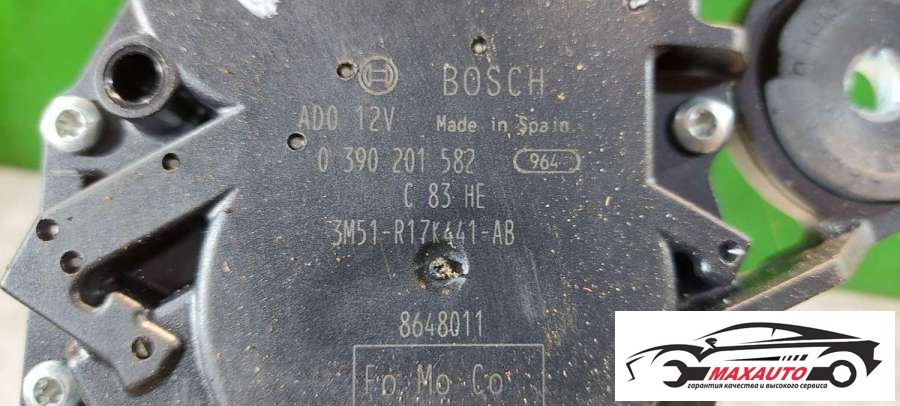 BOSCH
AD0 12V Made in Spain
0 390 201 582 964
C 83 HE
3M51-R17K441-AB
8648011
Fo Mo Co
MAXAUTO
гарантия качества и высокого сервиса